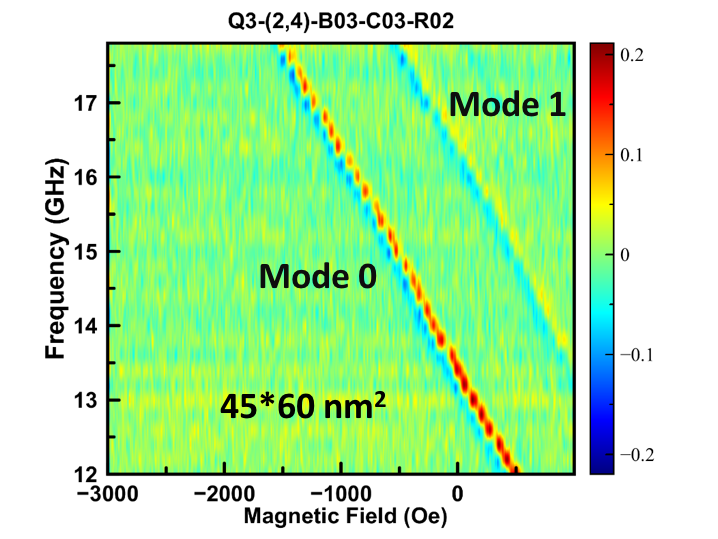 Q3-(2,4)-B03-C03-R02
Mode 1
Mode 0
45*60 nm²
Frequency (GHz)
17
16
15
14
13
12
−3000
−2000
−1000
0
Magnetic Field (Oe)
0.2
0.1
0
−0.1
−0.2